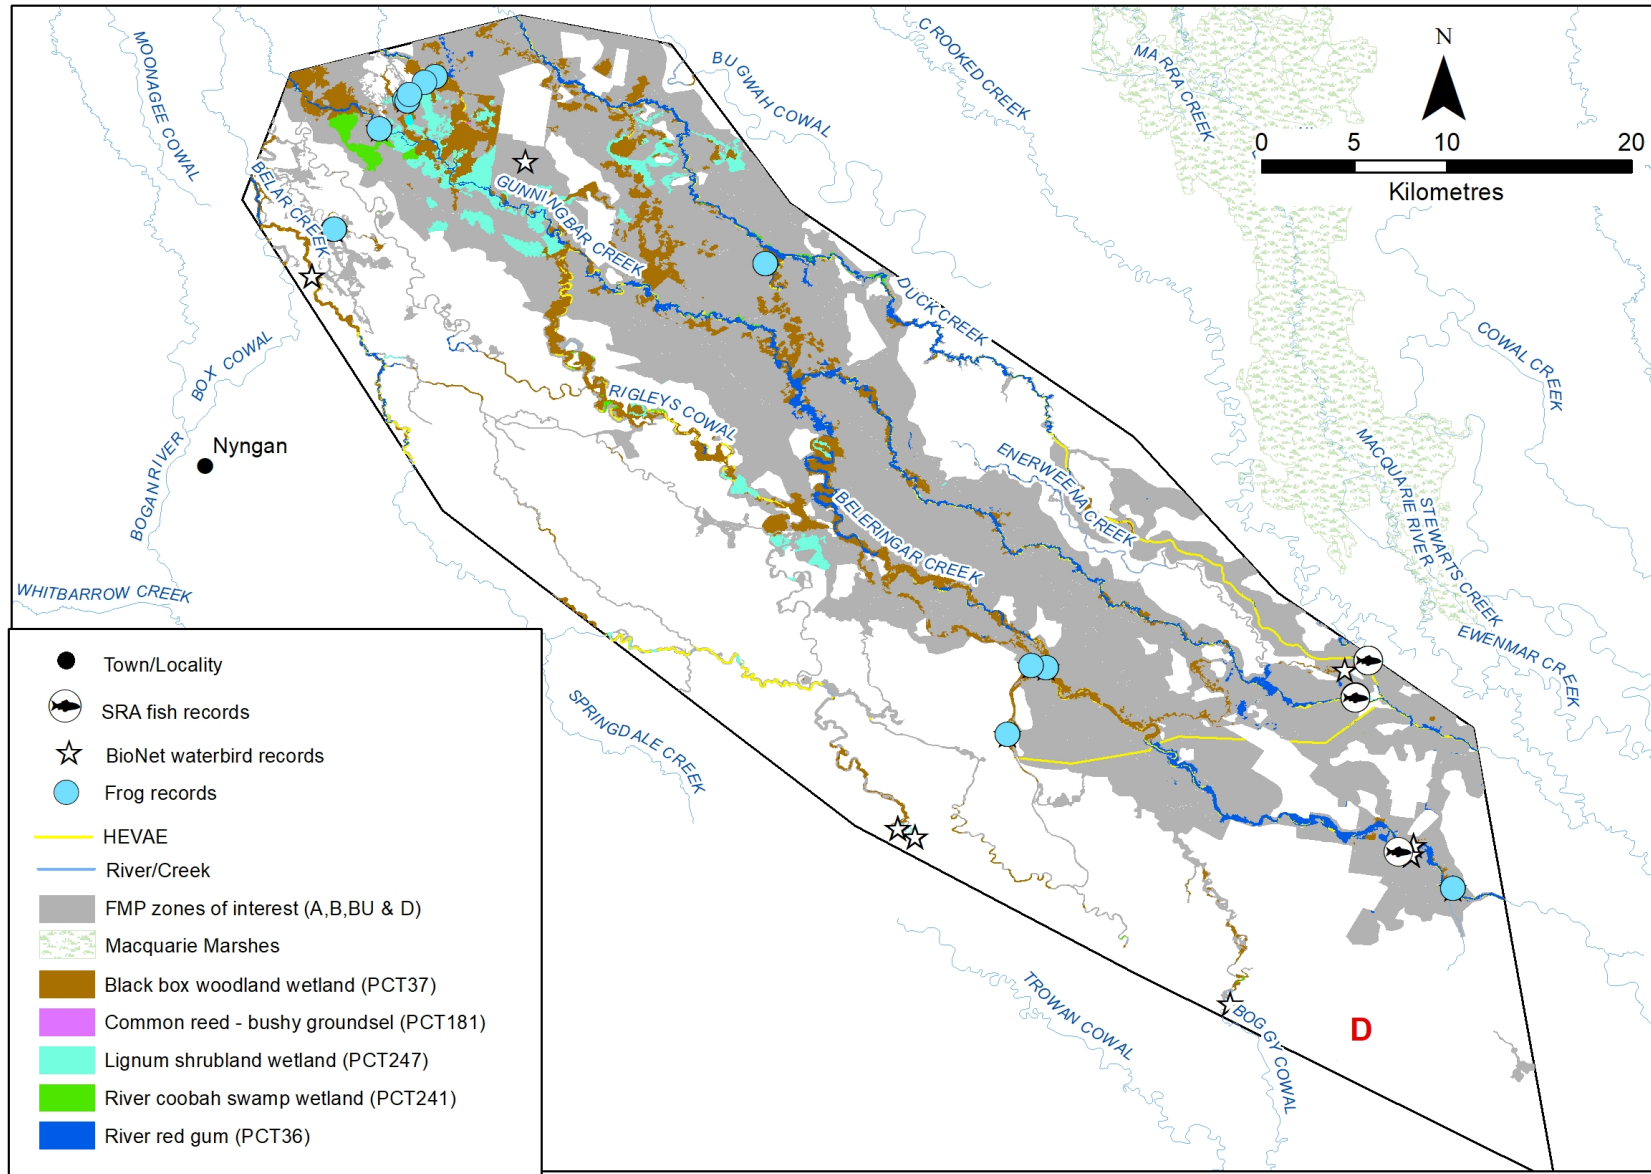 MOONAGEE COWAL
BUGWAH COWAL
CROOKED CREEK
MARRA CREEK
N
0 5 10 20
Kilometres
BELAR CREEK
GUNNINGBAR CREEK
DUCK CREEK
COWAL CREEK
BOX COWAL
RIGLEYS COWAL
Nyngan
BOGAN RIVER
ENERWEENA CREEK
MACQUARIE RIVER
STEWARTS CREEK
BELERINGAR CREEK
WHITBARROW CREEK
EWENMAR CREEK
SPRINGDALE CREEK
TROWAN COWAL
BOGGY COWAL
D
Town/Locality
SRA fish records
BioNet waterbird records
Frog records
HEVAE
River/Creek
FMP zones of interest (A,B,BU & D)
Macquarie Marshes
Black box woodland wetland (PCT37)
Common reed - bushy groundsel (PCT181)
Lignum shrubland wetland (PCT247)
River coobah swamp wetland (PCT241)
River red gum (PCT36)